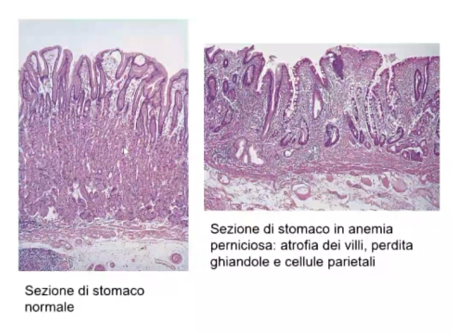 Sezione di stomaco in anemia
perniciosa: atrofia dei villi, perdita
ghiandole e cellule parietali
Sezione di stomaco
normale